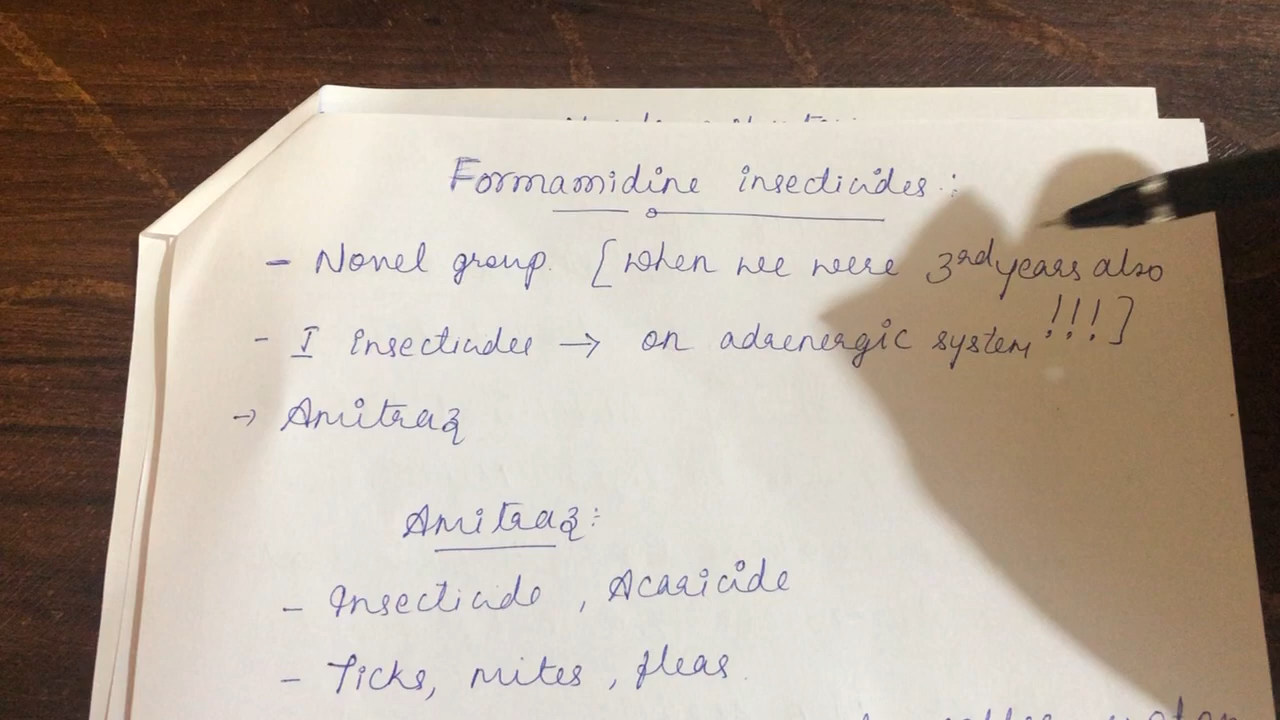 Formamidine insecticides:
- Novel group. [when we were 3rd years also !!!]
- I Insecticides → on adrenergic system
→ Amitraz
Amitraz:
- Insecticide, Acaricide
- Ticks, mites, fleas